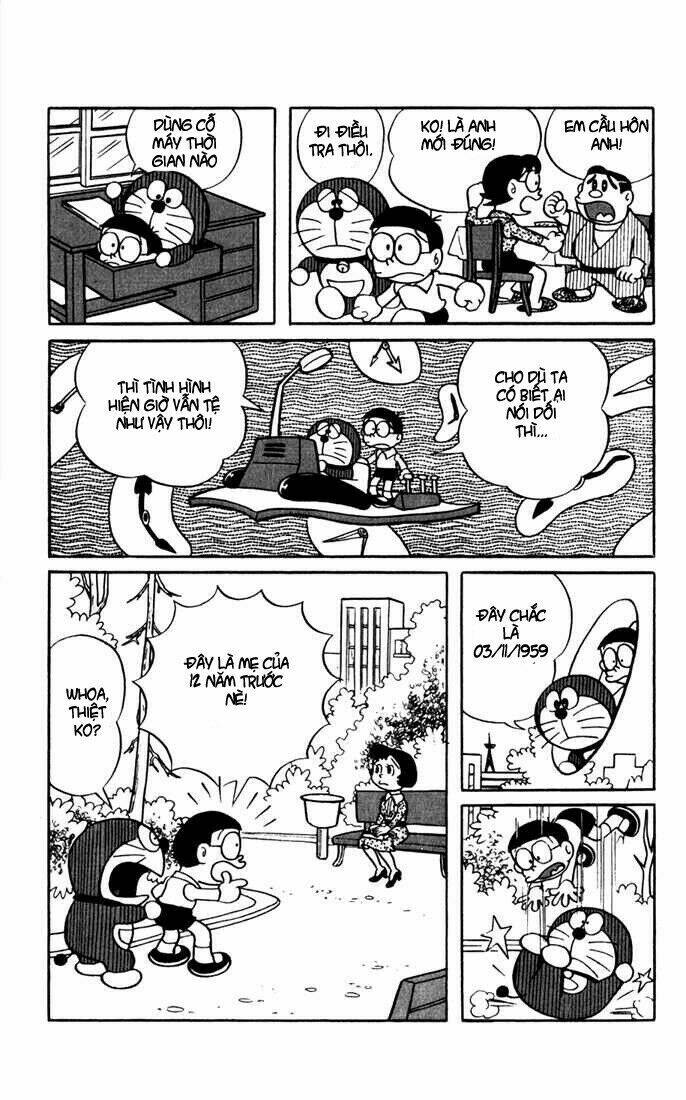 EM CẦU HÔN
ANH!
KO! LÀ ANH
MỚI ĐÚNG!
ĐI ĐIỀU
TRA THÔI.
DÙNG CỖ
MÁY THỜI
GIAN NÀO
CHO DÙ TA
CÓ BIẾT AI
NÓI DỐI
THÌ...
THÌ TÌNH HÌNH
HIỆN GIỜ VẪN TỆ
NHƯ VẬY THÔI!
ĐÂY CHẮC
LÀ
03/11/1959
ĐÂY LÀ MẸ CỦA
12 NĂM TRƯỚC
NÈ!
WHOA,
THIỆT
KO?